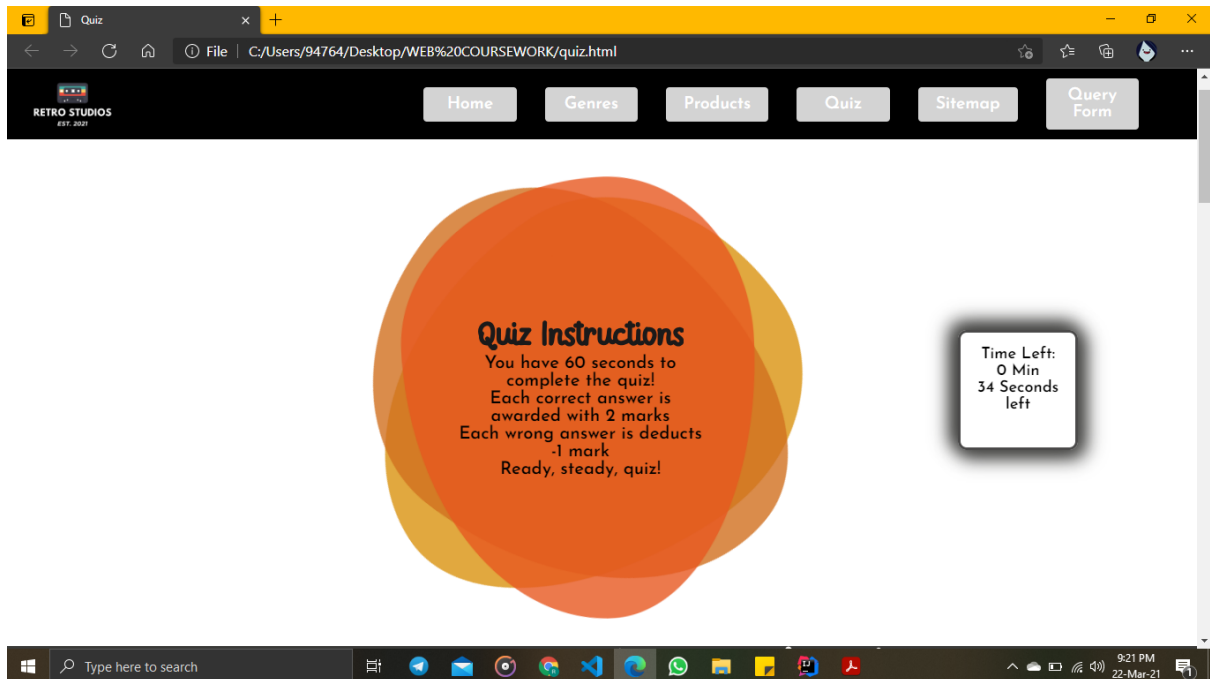 Quiz
File
C:/Users/94764/Desktop/WEB%20COURSEWORK/quiz.html
RETRO STUDIOS
EST. 2021
Home
Genres
Products
Quiz
Sitemap
Query
Form
Quiz Instructions
You have 60 seconds to
complete the quiz!
Each correct answer is
awarded with 2 marks
Each wrong answer is deducts
-1 mark
Ready, steady, quiz!
Time Left:
0 Min
34 Seconds
left
Type here to search
9:21 PM
22-Mar-21
1